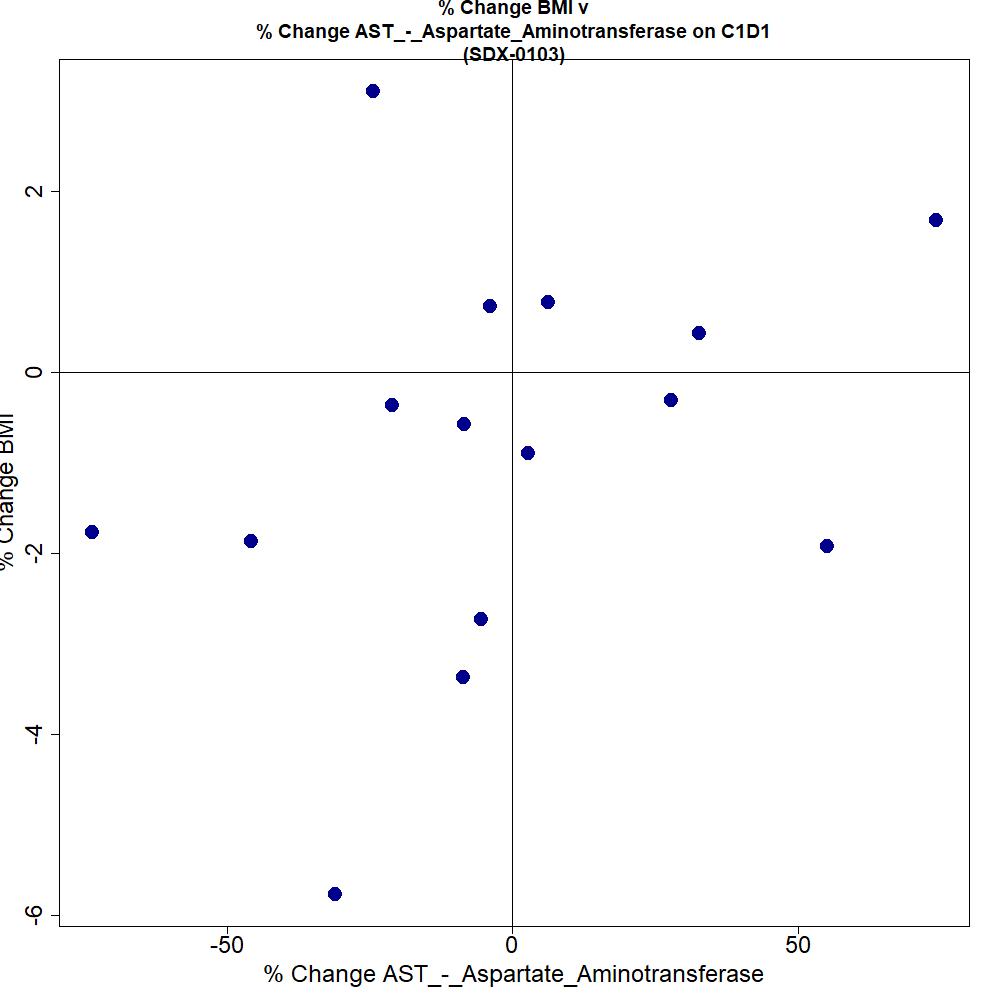 % Change BMI v
% Change AST_-_Aspartate_Aminotransferase on C1D1
(SDX-0103)
2
0
-2
-4
-6
% Change BMI
-50
0
50
% Change AST_-_Aspartate_Aminotransferase